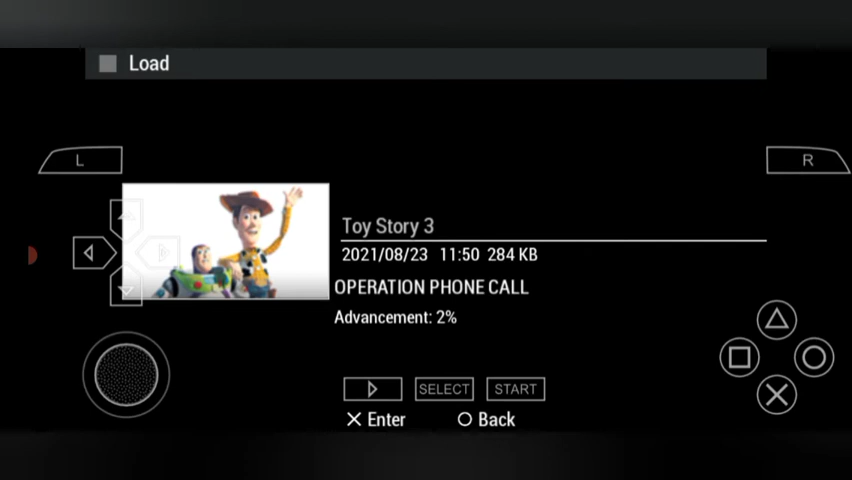 Load
L
R
Toy Story 3
2021/08/23 11:50 284 KB
OPERATION PHONE CALL
Advancement: 2%
SELECT START
Enter Back